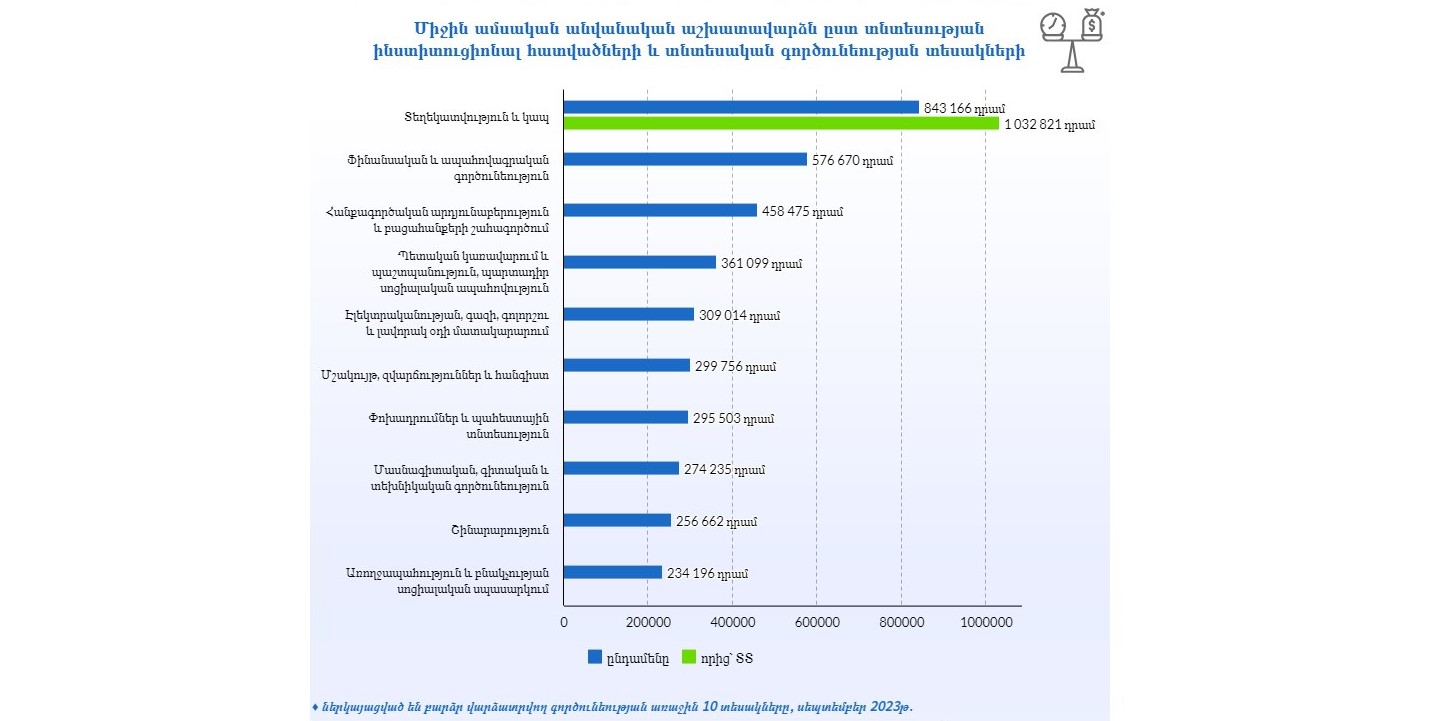 Միջին ամսական անվանական աշխատավարձն ըստ տնտեսության
ինստիտուցիոնալ հատվածների և տնտեսական գործունեության տեսակների
$
Տեղեկատվություն և կապ
843 166 դրամ
1 032 821 դրամ
Ֆինանսական և ապահովագրական
գործունեություն
576 670 դրամ
Հանքագործական արդյունաբերություն
և բացահանքերի շահագործում
458 475 դրամ
Պետական կառավարում և
պաշտպանություն, պարտադիր
սոցիալական ապահովություն
361 099 դրամ
Էլեկտրականության, գազի, գոլորշու
և լավորակ օդի մատակարարում
309 014 դրամ
Մշակույթ, զվարճություններ և հանգիստ
299 756 դրամ
Փոխադրումներ և պահեստային
տնտեսություն
295 503 դրամ
Մասնագիտական, գիտական և
տեխնիկական գործունեություն
274 235 դրամ
Շինարարություն
256 662 դրամ
Առողջապահություն և բնակչության
սոցիալական սպասարկում
234 196 դրամ
0 200000 400000 600000 800000 1000000
ընդամենը որից՝ ՏՏ
♦ ներկայացված են բարձր վարձատրվող գործունեության առաջին 10 տեսակները, սեպտեմբեր 2023թ.